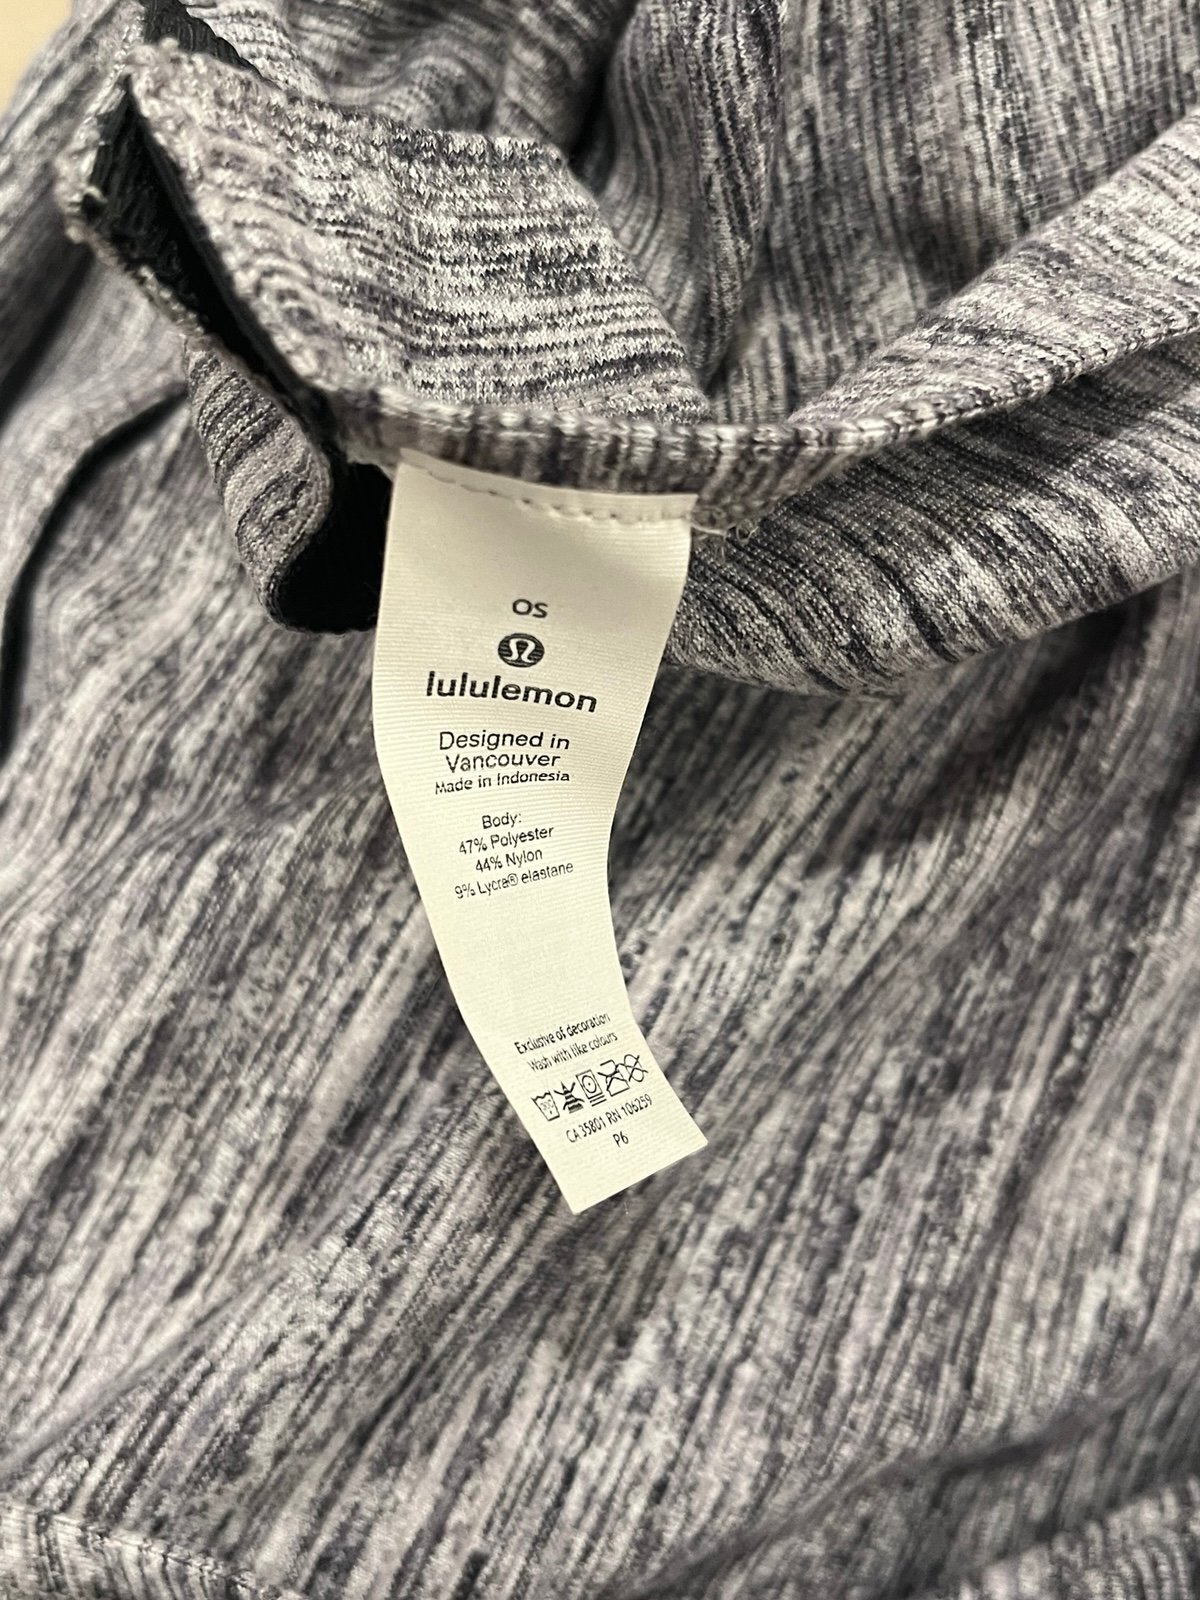 OS
lululemon
Designed in
Vancouver
Made in Indonesia
Body:
47% Polyester
44% Nylon
9% Lycra® elastane
Exclusive of decoration
Wash with like colours
CA 35801 RN 106259
P6